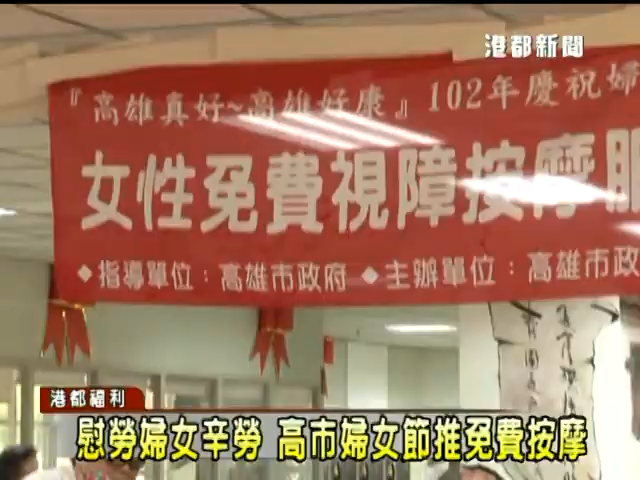 港都新聞
『高雄真好~高雄好康』102年慶祝婦
女性免費視障按摩服
◆指導單位：高雄市政府 ◆主辦單位：高雄市政
港都福利
慰勞婦女辛勞 高市婦女節推免費按摩